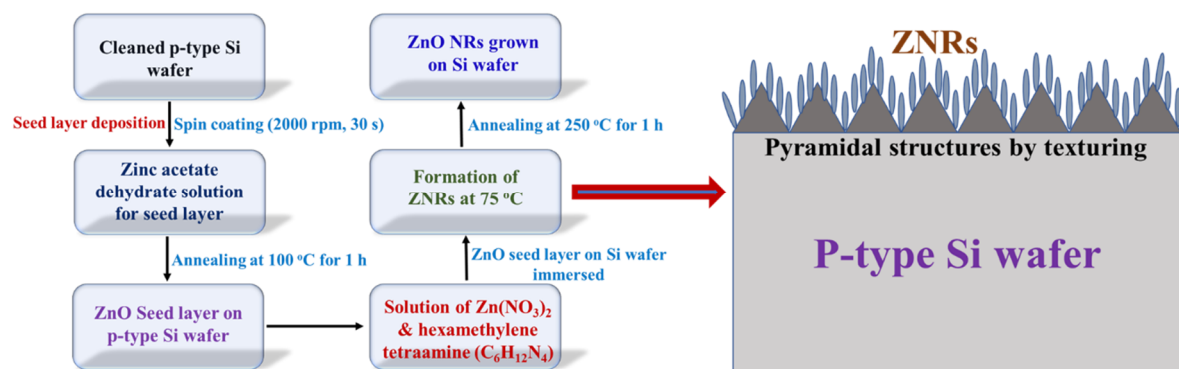 Cleaned p-type Si
wafer
Seed layer deposition
Spin coating (2000 rpm, 30 s)
Zinc acetate
dehydrate solution
for seed layer
Annealing at 100 °C for 1 h
ZnO Seed layer on
p-type Si wafer
Solution of Zn(NO₃)₂
& hexamethylene
tetraamine (C₆H₁₂N₄)
ZnO seed layer on Si wafer
immersed
Formation of
ZNRs at 75 °C
Annealing at 250 °C for 1 h
ZnO NRs grown
on Si wafer
ZNRs
Pyramidal structures by texturing
P-type Si wafer